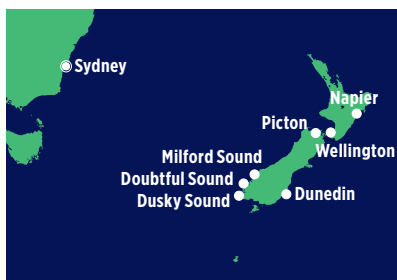 Sydney
Napier
Picton
Wellington
Milford Sound
Doubtful Sound
Dusky Sound
Dunedin